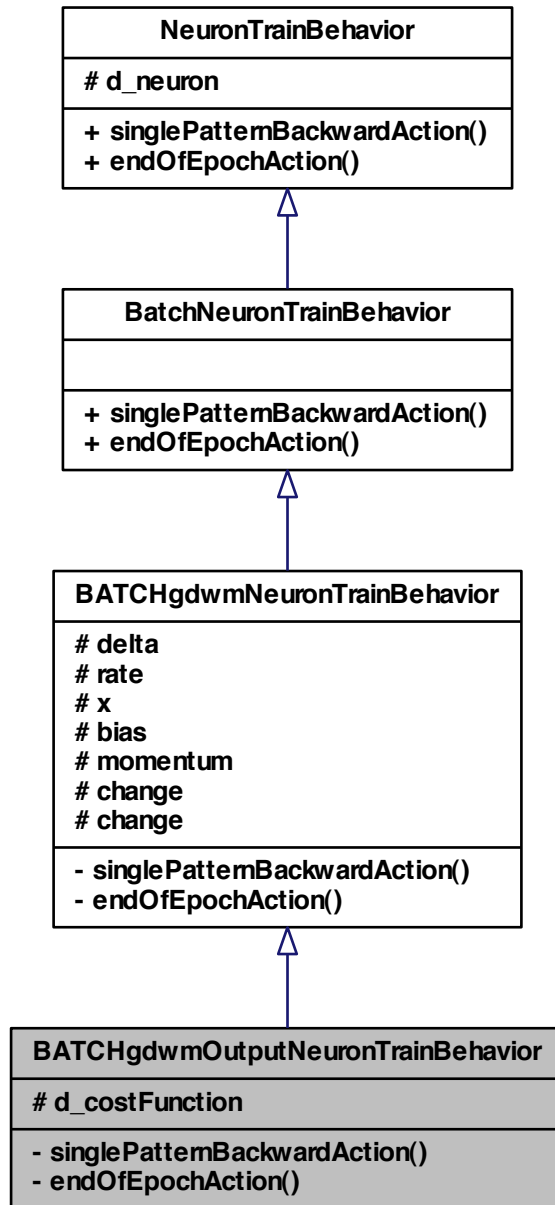 NeuronTrainBehavior
# d_neuron
+ singlePatternBackwardAction()
+ endOfEpochAction()
BatchNeuronTrainBehavior
+ singlePatternBackwardAction()
+ endOfEpochAction()
BATCHgdwmNeuronTrainBehavior
# delta
# rate
# x
# bias
# momentum
# change
# change
- singlePatternBackwardAction()
- endOfEpochAction()
BATCHgdwmOutputNeuronTrainBehavior
# d_costFunction
- singlePatternBackwardAction()
- endOfEpochAction()